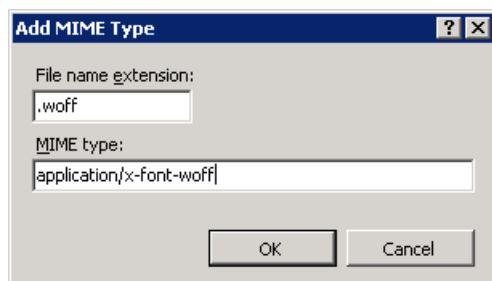 Add MIME Type
File name extension:
.woff
MIME type:
application/x-font-woff
OK Cancel